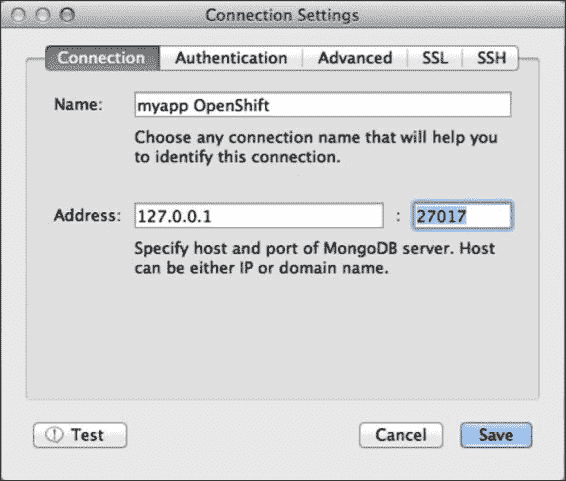 Connection Settings
Connection Authentication Advanced SSL SSH
Name: myapp OpenShift
Choose any connection name that will help you
to identify this connection.
Address: 127.0.0.1 : 27017
Specify host and port of MongoDB server. Host
can be either IP or domain name.
Test Cancel Save